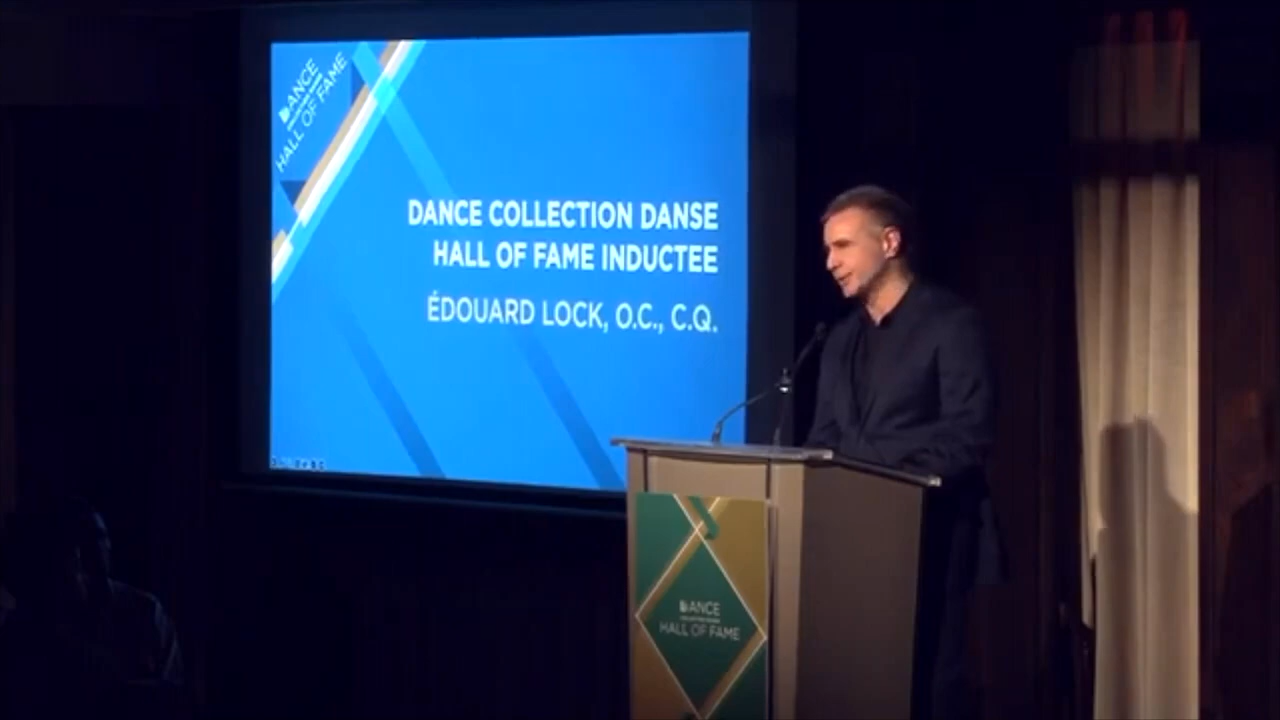 DANCE
HALL OF FAME
DANCE COLLECTION DANSE
HALL OF FAME INDUCTEE
ÉDOUARD LOCK, O.C., C.Q.
DANCE
HALL OF FAME